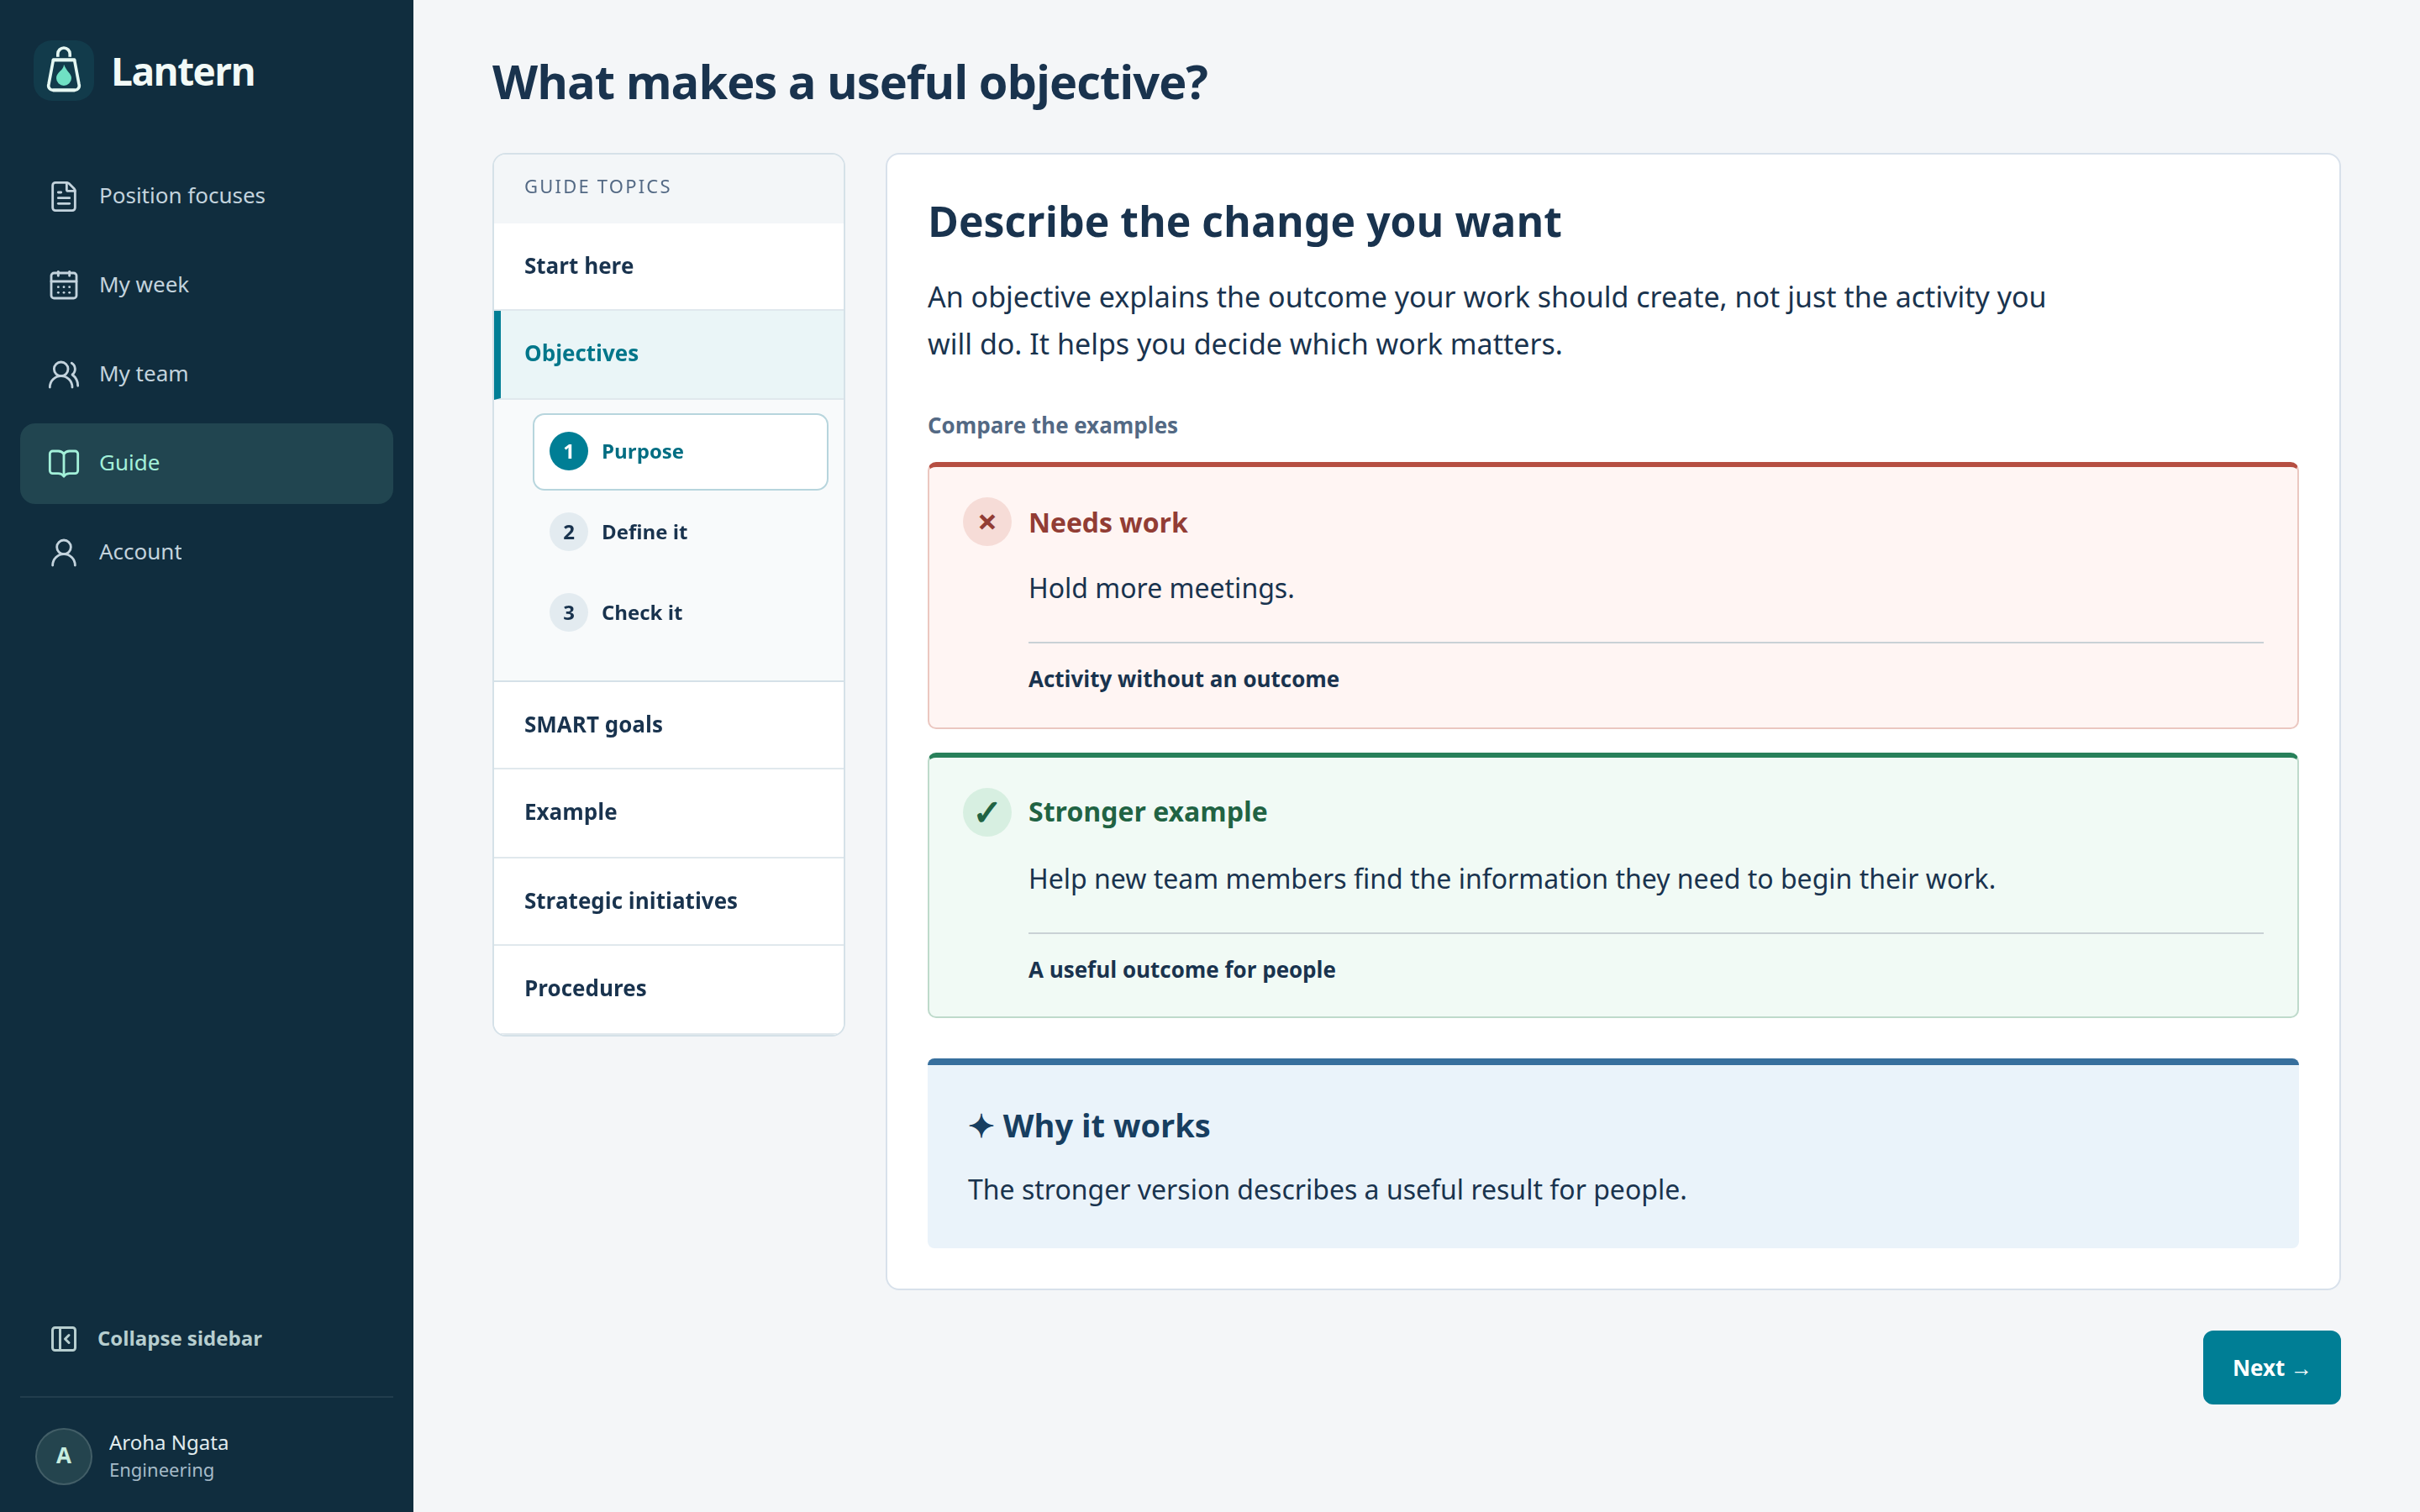 Lantern
Position focuses
My week
My team
Guide
Account
Collapse sidebar
A
Aroha Ngata
Engineering
What makes a useful objective?
GUIDE TOPICS
Start here
Objectives
1 Purpose
2 Define it
3 Check it
SMART goals
Example
Strategic initiatives
Procedures
Describe the change you want
An objective explains the outcome your work should create, not just the activity you
will do. It helps you decide which work matters.
Compare the examples
× Needs work
Hold more meetings.
Activity without an outcome
✓ Stronger example
Help new team members find the information they need to begin their work.
A useful outcome for people
✦ Why it works
The stronger version describes a useful result for people.
Next →